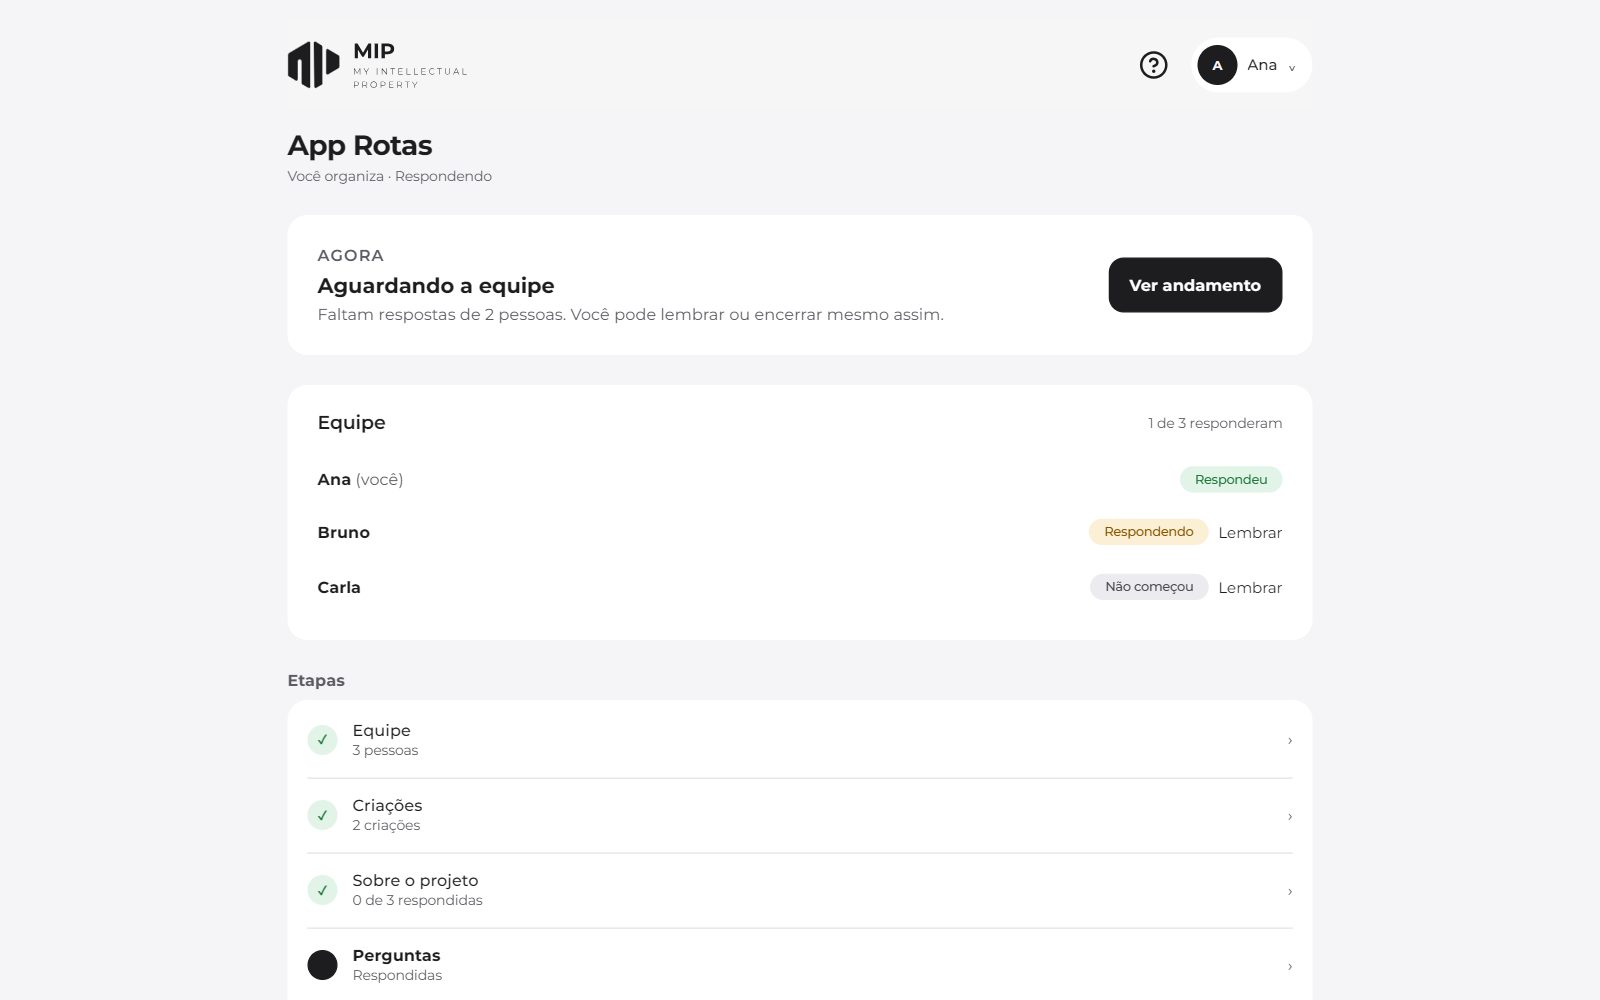 MIP
MY INTELLECTUAL
PROPERTY
A Ana
App Rotas
Você organiza · Respondendo
AGORA
Aguardando a equipe
Faltam respostas de 2 pessoas. Você pode lembrar ou encerrar mesmo assim.
Ver andamento
Equipe
1 de 3 responderam
Ana (você)
Respondeu
Bruno
Respondendo Lembrar
Carla
Não começou Lembrar
Etapas
Equipe
3 pessoas
Criações
2 criações
Sobre o projeto
0 de 3 respondidas
Perguntas
Respondidas